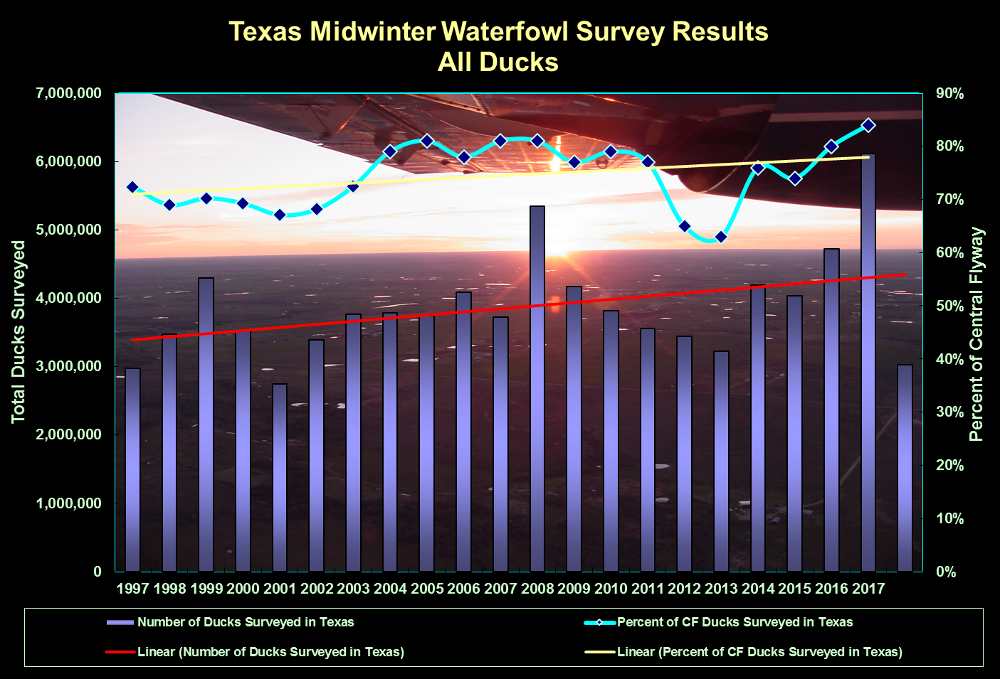 Texas Midwinter Waterfowl Survey Results
All Ducks
7,000,000
6,000,000
5,000,000
4,000,000
3,000,000
2,000,000
1,000,000
0
Total Ducks Surveyed
90%
80%
70%
60%
50%
40%
30%
20%
10%
0%
Percent of Central Flyway
1997 1998 1999 2000 2001 2002 2003 2004 2005 2006 2007 2008 2009 2010 2011 2012 2013 2014 2015 2016 2017
Number of Ducks Surveyed in Texas
Percent of CF Ducks Surveyed in Texas
Linear (Number of Ducks Surveyed in Texas)
Linear (Percent of CF Ducks Surveyed in Texas)